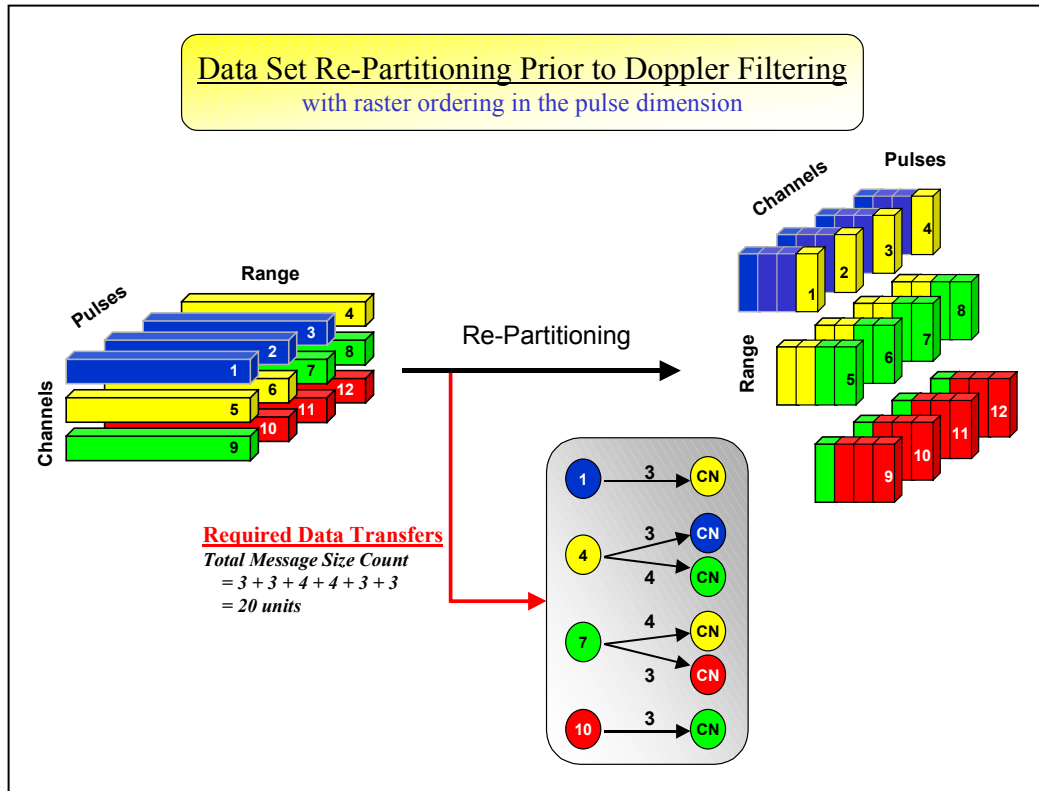 Data Set Re-Partitioning Prior to Doppler Filtering
with raster ordering in the pulse dimension
Pulses
Channels
4
3
2
1
Range
Pulses
4
3
2
1
8
7
6
5
12
11
10
9
Channels
Re-Partitioning
Range
8
7
6
5
12
11
10
9
Required Data Transfers
Total Message Size Count
= 3 + 3 + 4 + 4 + 3 + 3
= 20 units
1
3
CN
4
3
CN
4
CN
7
4
CN
3
CN
10
3
CN